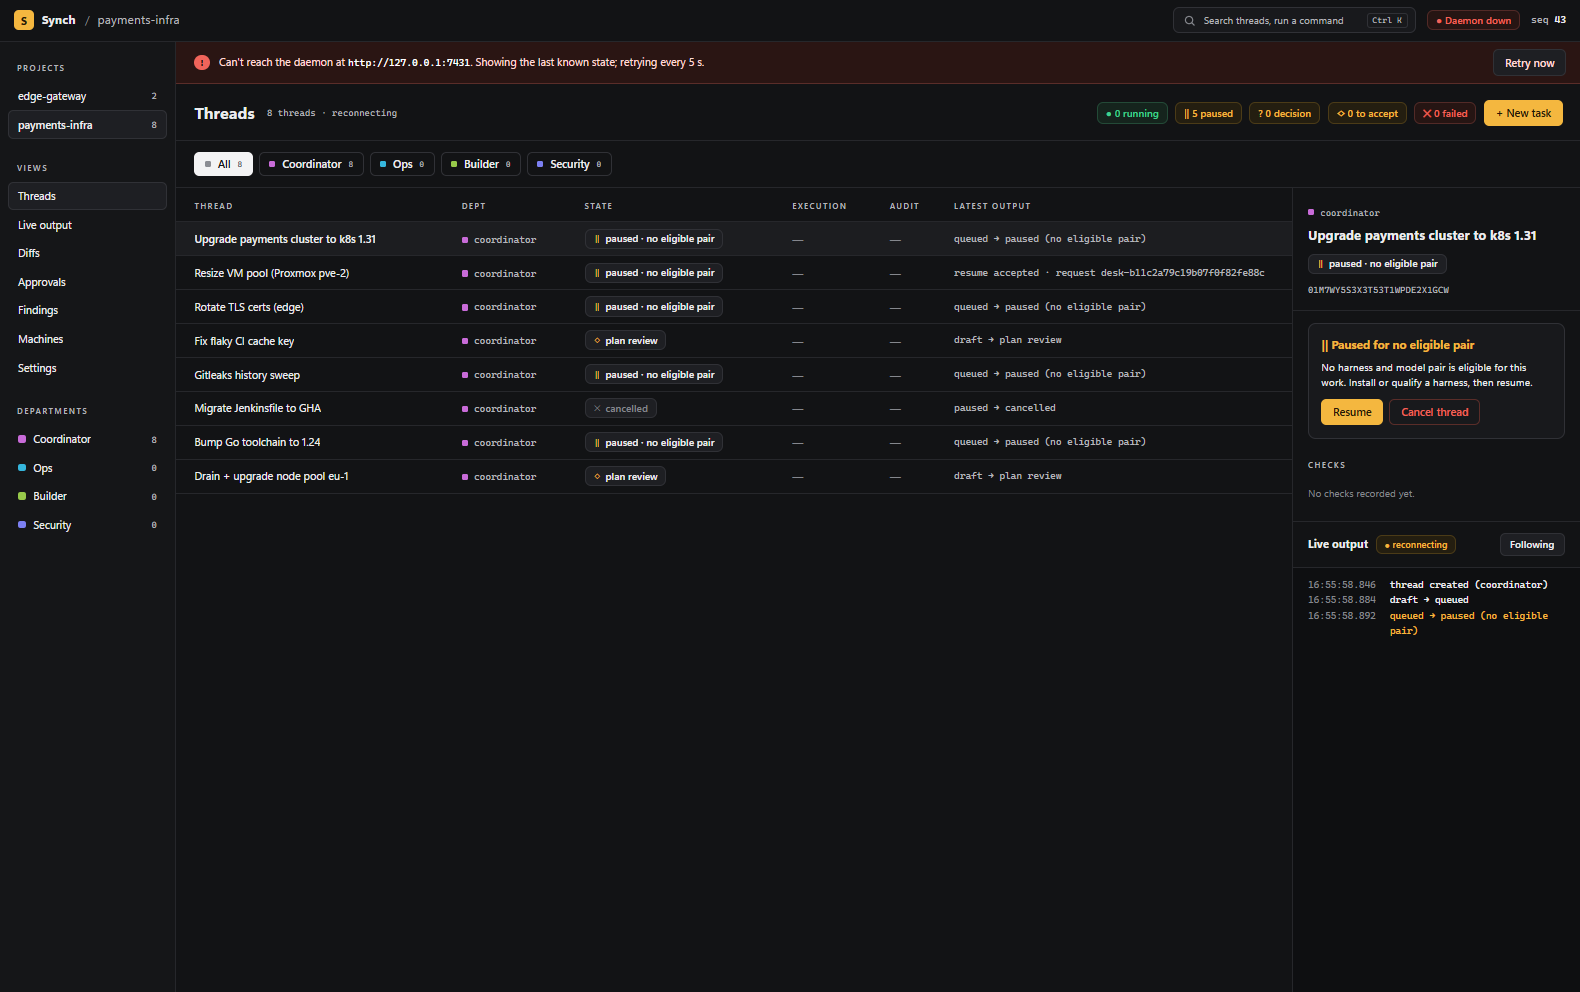 S Synch / payments-infra
Search threads, run a command Ctrl K
● Daemon down
seq 43
! Can't reach the daemon at http://127.0.0.1:7431. Showing the last known state; retrying every 5 s.
Retry now
PROJECTS
edge-gateway 2
payments-infra 8
VIEWS
Threads
Live output
Diffs
Approvals
Findings
Machines
Settings
DEPARTMENTS
Coordinator 8
Ops 0
Builder 0
Security 0
Threads 8 threads · reconnecting
● 0 running
|| 5 paused
? 0 decision
◇ 0 to accept
✕ 0 failed
+ New task
All 8
Coordinator 8
Ops 0
Builder 0
Security 0
THREAD DEPT STATE EXECUTION AUDIT LATEST OUTPUT
Upgrade payments cluster to k8s 1.31 coordinator || paused · no eligible pair — — queued → paused (no eligible pair)
Resize VM pool (Proxmox pve-2) coordinator || paused · no eligible pair — — resume accepted · request desk-b11c2a79c19b07f0f82fe88c
Rotate TLS certs (edge) coordinator || paused · no eligible pair — — queued → paused (no eligible pair)
Fix flaky CI cache key coordinator ◇ plan review — — draft → plan review
Gitleaks history sweep coordinator || paused · no eligible pair — — queued → paused (no eligible pair)
Migrate Jenkinsfile to GHA coordinator ✕ cancelled — — paused → cancelled
Bump Go toolchain to 1.24 coordinator || paused · no eligible pair — — queued → paused (no eligible pair)
Drain + upgrade node pool eu-1 coordinator ◇ plan review — — draft → plan review
coordinator
Upgrade payments cluster to k8s 1.31
|| paused · no eligible pair
01M7WY5S3X3T53T1WPDE2X1GCW
|| Paused for no eligible pair
No harness and model pair is eligible for this
work. Install or qualify a harness, then resume.
Resume
Cancel thread
CHECKS
No checks recorded yet.
Live output ● reconnecting Following
16:55:58.846 thread created (coordinator)
16:55:58.884 draft → queued
16:55:58.892 queued → paused (no eligible
pair)